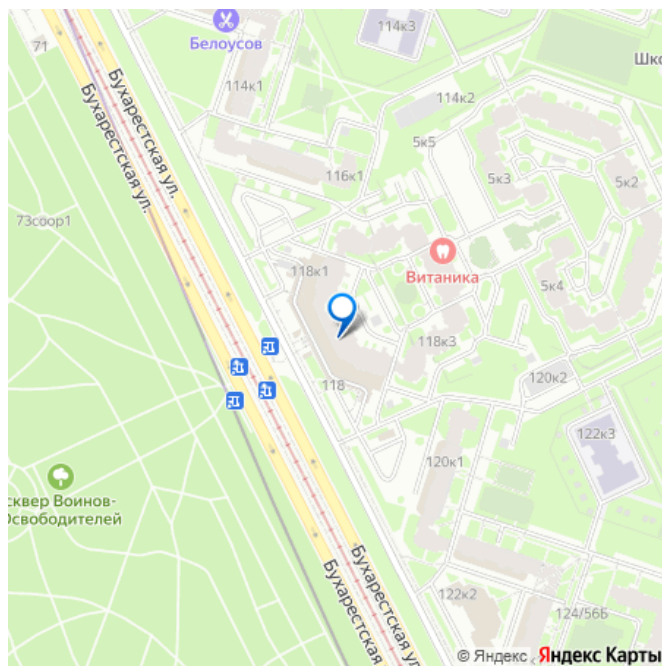 71
Белоусов
114к3
Шко
114к1
114к2
Бухарестская ул.
Бухарестская ул.
5к5
116к1
5к3
5к2
73соор1
Витаника
118к1
5к4
118к3
118
120к2
122к3
120к1
сквер Воинов-
Освободителей
Бухарестская
Бухарестская ул.
122к2
124/56Б
© Яндекс Яндекс Карты